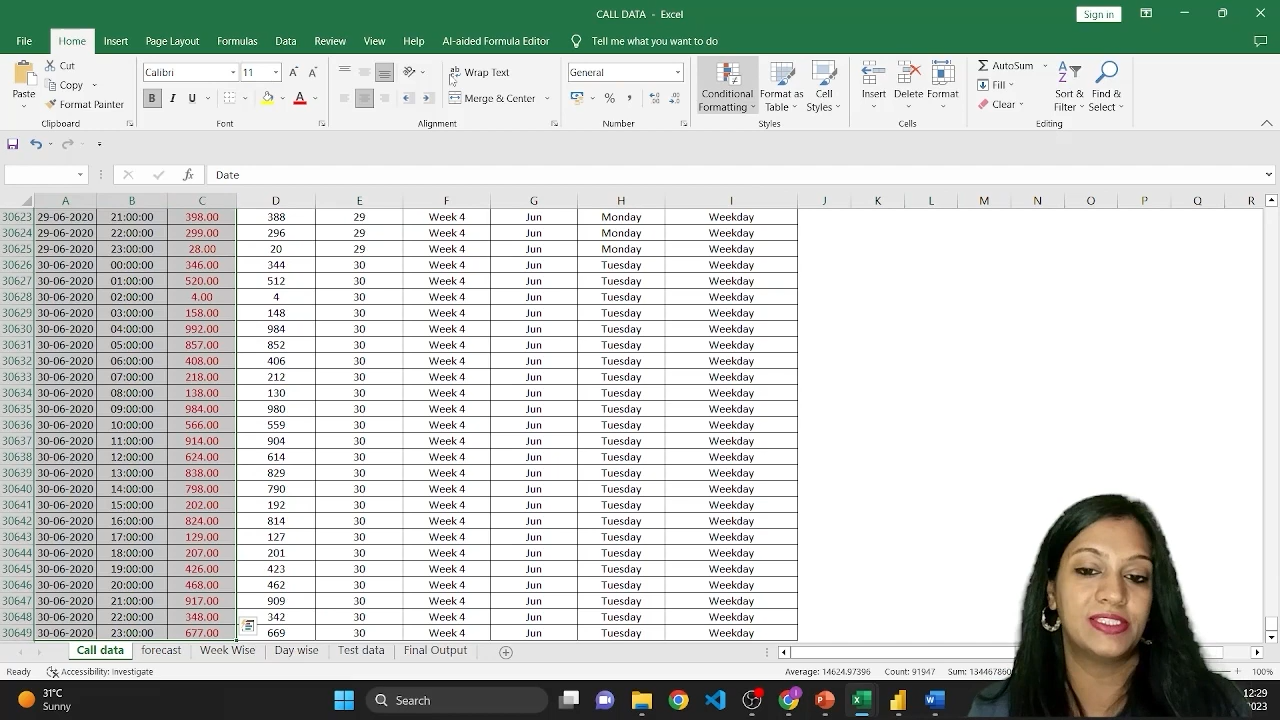 CALL DATA - Excel
Sign in
File Home Insert Page Layout Formulas Data Review View Help AI-aided Formula Editor Tell me what you want to do
Paste Cut Copy Format Painter Clipboard
Calibri 11 B I U A Font
Wrap Text Merge & Center Alignment
General % Number
Conditional Formatting Format as Table Cell Styles Styles
Insert Delete Format Cells
AutoSum Fill Clear Sort & Filter Find & Select Editing
fx Date
A B C D E F G H I J K L M N O P Q R
30623 29-06-2020 21:00:00 398.00 388 29 Week 4 Jun Monday Weekday
30624 29-06-2020 22:00:00 299.00 296 29 Week 4 Jun Monday Weekday
30625 29-06-2020 23:00:00 28.00 20 29 Week 4 Jun Monday Weekday
30626 30-06-2020 00:00:00 346.00 344 30 Week 4 Jun Tuesday Weekday
30627 30-06-2020 01:00:00 520.00 512 30 Week 4 Jun Tuesday Weekday
30628 30-06-2020 02:00:00 4.00 4 30 Week 4 Jun Tuesday Weekday
30629 30-06-2020 03:00:00 158.00 148 30 Week 4 Jun Tuesday Weekday
30630 30-06-2020 04:00:00 992.00 984 30 Week 4 Jun Tuesday Weekday
30631 30-06-2020 05:00:00 857.00 852 30 Week 4 Jun Tuesday Weekday
30632 30-06-2020 06:00:00 408.00 406 30 Week 4 Jun Tuesday Weekday
30633 30-06-2020 07:00:00 218.00 212 30 Week 4 Jun Tuesday Weekday
30634 30-06-2020 08:00:00 138.00 130 30 Week 4 Jun Tuesday Weekday
30635 30-06-2020 09:00:00 984.00 980 30 Week 4 Jun Tuesday Weekday
30636 30-06-2020 10:00:00 566.00 559 30 Week 4 Jun Tuesday Weekday
30637 30-06-2020 11:00:00 914.00 904 30 Week 4 Jun Tuesday Weekday
30638 30-06-2020 12:00:00 624.00 614 30 Week 4 Jun Tuesday Weekday
30639 30-06-2020 13:00:00 838.00 829 30 Week 4 Jun Tuesday Weekday
30640 30-06-2020 14:00:00 798.00 790 30 Week 4 Jun Tuesday Weekday
30641 30-06-2020 15:00:00 202.00 192 30 Week 4 Jun Tuesday Weekday
30642 30-06-2020 16:00:00 824.00 814 30 Week 4 Jun Tuesday Weekday
30643 30-06-2020 17:00:00 129.00 127 30 Week 4 Jun Tuesday Weekday
30644 30-06-2020 18:00:00 207.00 201 30 Week 4 Jun Tuesday Weekday
30645 30-06-2020 19:00:00 426.00 423 30 Week 4 Jun Tuesday Weekday
30646 30-06-2020 20:00:00 468.00 462 30 Week 4 Jun Tuesday Weekday
30647 30-06-2020 21:00:00 917.00 909 30 Week 4 Jun Tuesday Weekday
30648 30-06-2020 22:00:00 348.00 342 30 Week 4 Jun Tuesday Weekday
30649 30-06-2020 23:00:00 677.00 669 30 Week 4 Jun Tuesday Weekday
Call data forecast Week Wise Day wise Test data Final Output
Ready Accessibility: Investigate Average: 14624.97396 Count: 91947 Sum: 134467860 100%
31°C
Sunny
Search
12:29